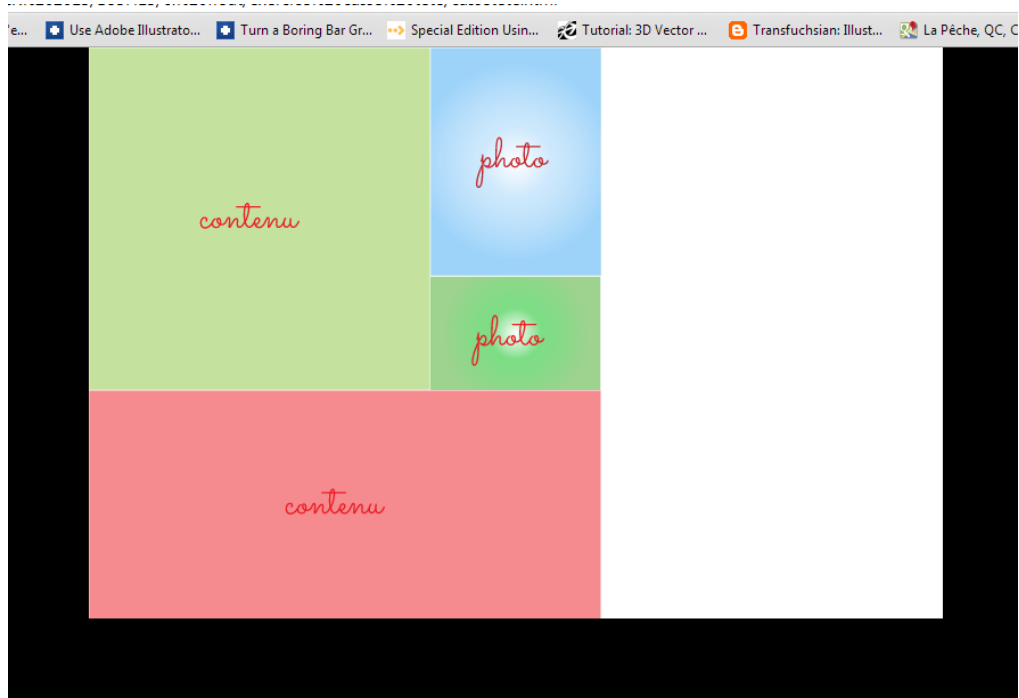 'e... Use Adobe Illustrato... Turn a Boring Bar Gr... Special Edition Usin... Tutorial: 3D Vector ... Transfuchsian: Illust... La Pêche, QC, C
photo
contenu
photo
contenu